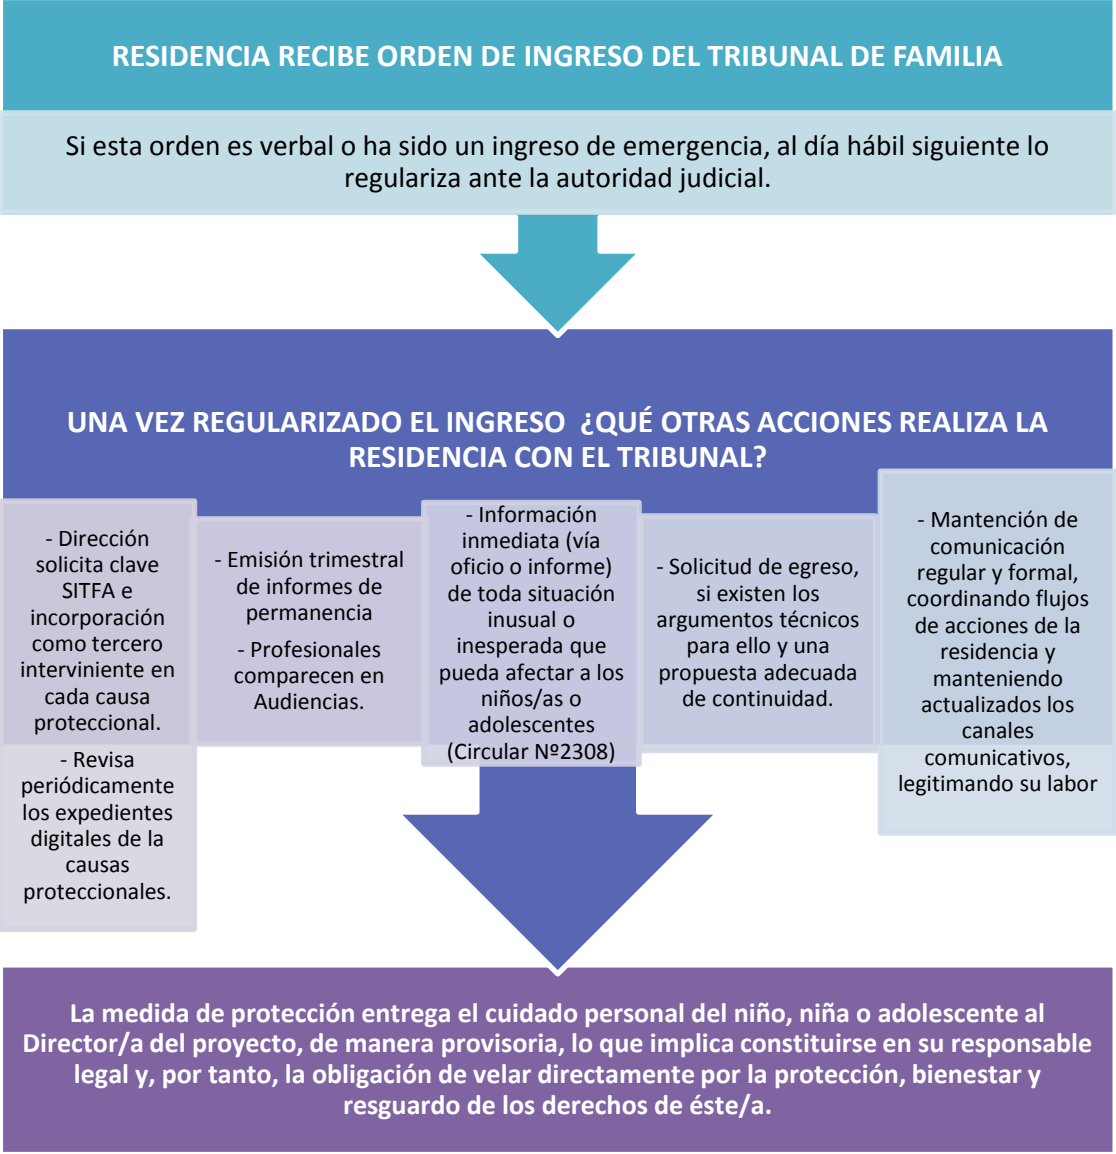 RESIDENCIA RECIBE ORDEN DE INGRESO DEL TRIBUNAL DE FAMILIA
Si esta orden es verbal o ha sido un ingreso de emergencia, al día hábil siguiente lo
regulariza ante la autoridad judicial.
UNA VEZ REGULARIZADO EL INGRESO ¿QUÉ OTRAS ACCIONES REALIZA LA
RESIDENCIA CON EL TRIBUNAL?
- Dirección
solicita clave
SITFA e
incorporación
como tercero
interviniente en
cada causa
proteccional.
- Revisa
periódicamente
los expedientes
digitales de la
causas
proteccionales.
- Emisión trimestral
de informes de
permanencia
- Profesionales
comparecen en
Audiencias.
- Información
inmediata (vía
oficio o informe)
de toda situación
inusual o
inesperada que
pueda afectar a los
niños/as o
adolescentes
(Circular Nº2308)
- Solicitud de egreso,
si existen los
argumentos técnicos
para ello y una
propuesta adecuada
de continuidad.
- Mantención de
comunicación
regular y formal,
coordinando flujos
de acciones de la
residencia y
manteniendo
actualizados los
canales
comunicativos,
legitimando su labor
La medida de protección entrega el cuidado personal del niño, niña o adolescente al
Director/a del proyecto, de manera provisoria, lo que implica constituirse en su responsable
legal y, por tanto, la obligación de velar directamente por la protección, bienestar y
resguardo de los derechos de éste/a.